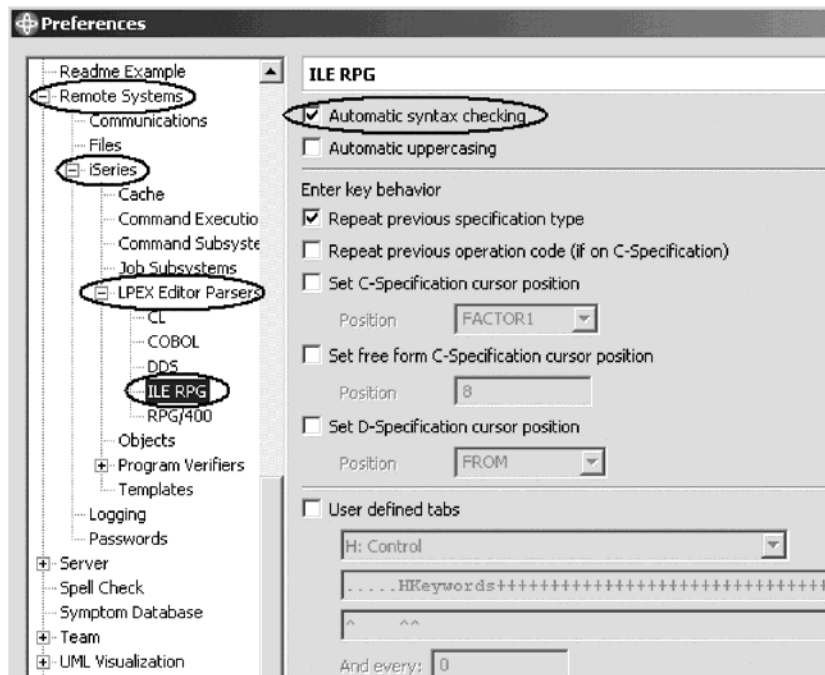 Preferences
Readme Example
Remote Systems
Communications
Files
iSeries
Cache
Command Executio
Command Subsyste
Job Subsystems
LPEX Editor Parsers
CL
COBOL
DDS
ILE RPG
RPG/400
Objects
Program Verifiers
Templates
Logging
Passwords
Server
Spell Check
Symptom Database
Team
UML Visualization
ILE RPG
Automatic syntax checking
Automatic uppercasing
Enter key behavior
Repeat previous specification type
Repeat previous operation code (if on C-Specification)
Set C-Specification cursor position
Position FACTOR1
Set free form C-Specification cursor position
Position 8
Set D-Specification cursor position
Position FROM
User defined tabs
H: Control
.....HKeywords++++++++++++++++++++++++++++++++
^ ^^
And every: 0